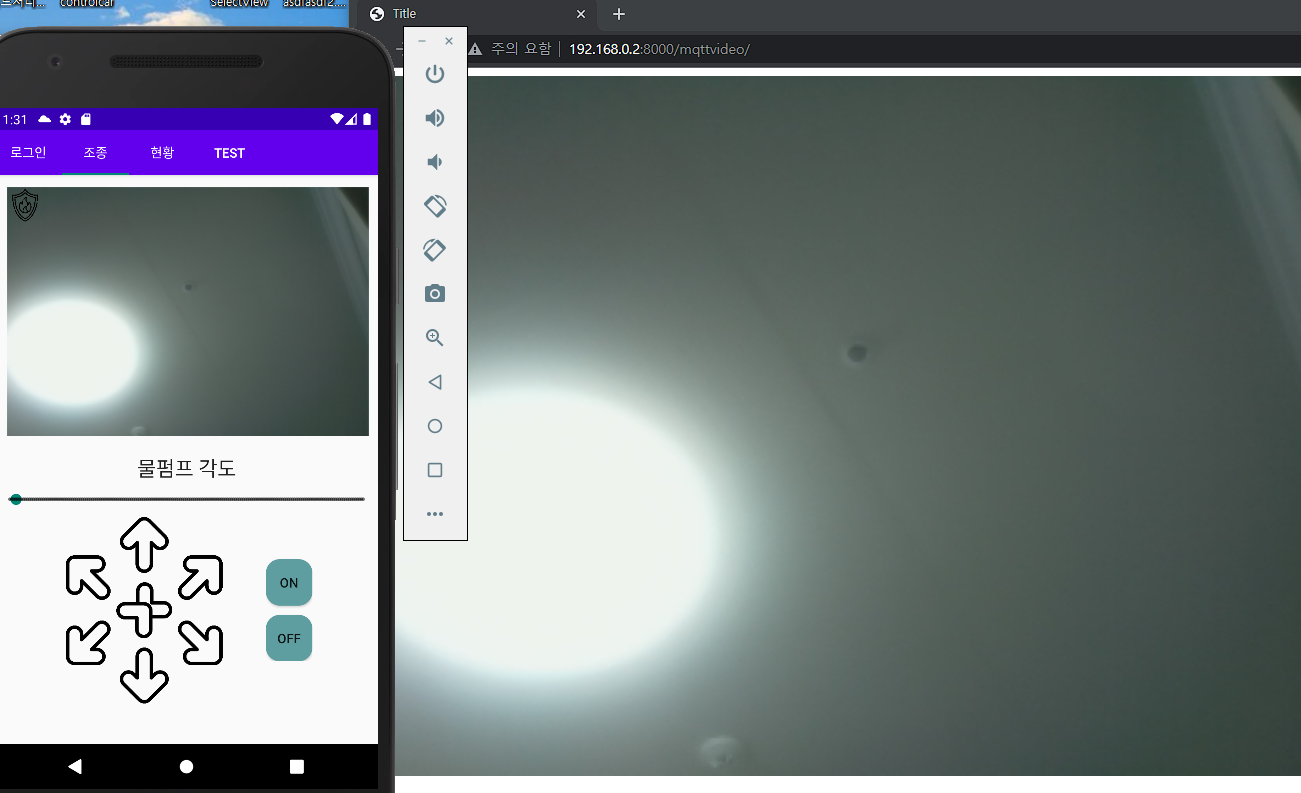 controlcar
SelectView
asdfasdf2....
Title
주의 요함
192.168.0.2:8000/mqttvideo/
1:31
로그인
조종
현황
TEST
물펌프 각도
ON
OFF